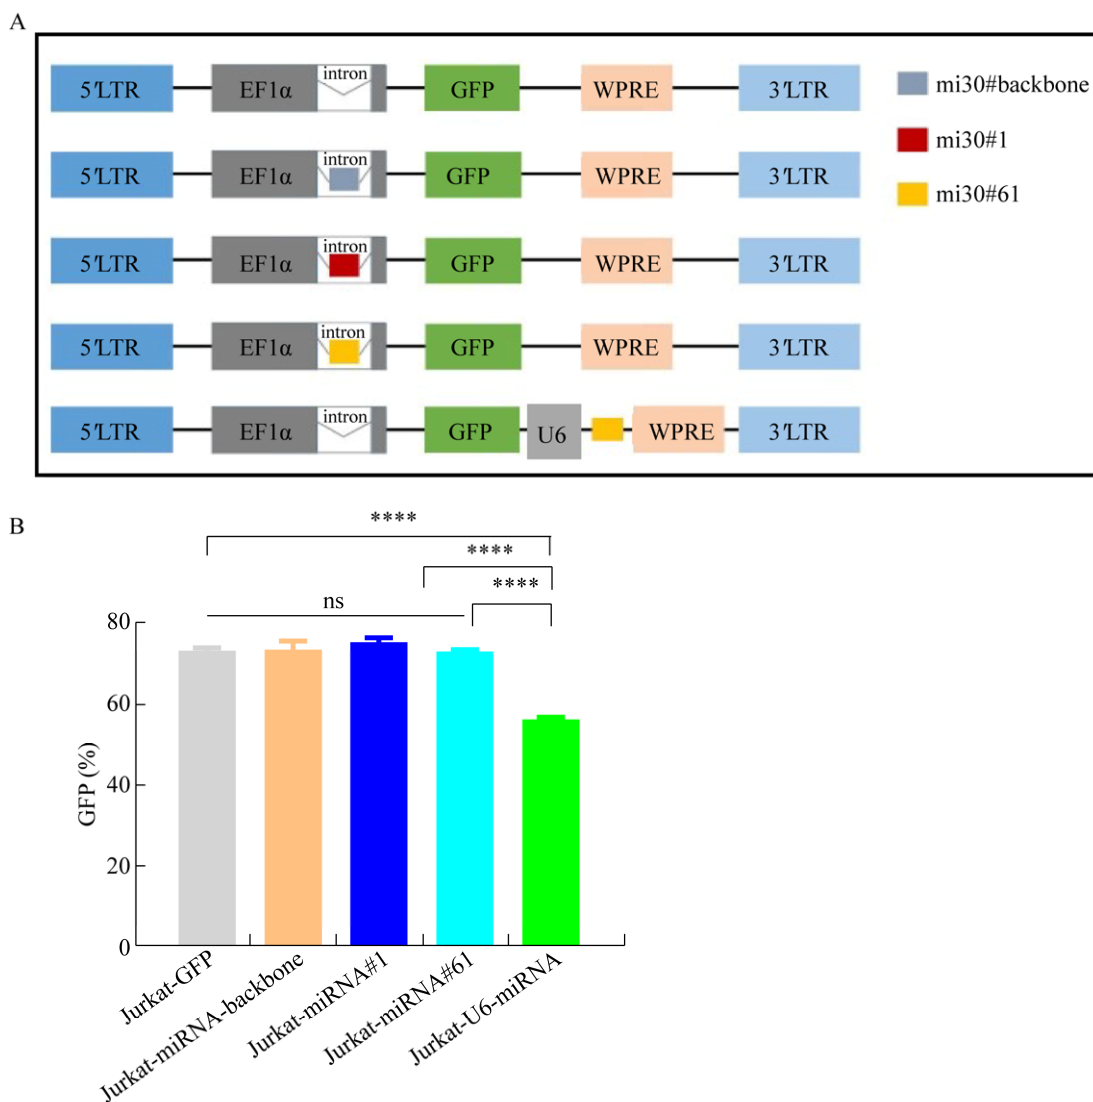 A
intron
5'LTR EF1α GFP WPRE 3'LTR
mi30#backbone
intron
5'LTR EF1α GFP WPRE 3'LTR
mi30#1
mi30#61
intron
5'LTR EF1α GFP WPRE 3'LTR
intron
5'LTR EF1α GFP WPRE 3'LTR
intron
5'LTR EF1α GFP U6 WPRE 3'LTR
B
****
****
****
ns
80
60
40
20
0
GFP (%)
Jurkat-GFP
Jurkat-miRNA-backbone
Jurkat-miRNA#1
Jurkat-miRNA#61
Jurkat-U6-miRNA